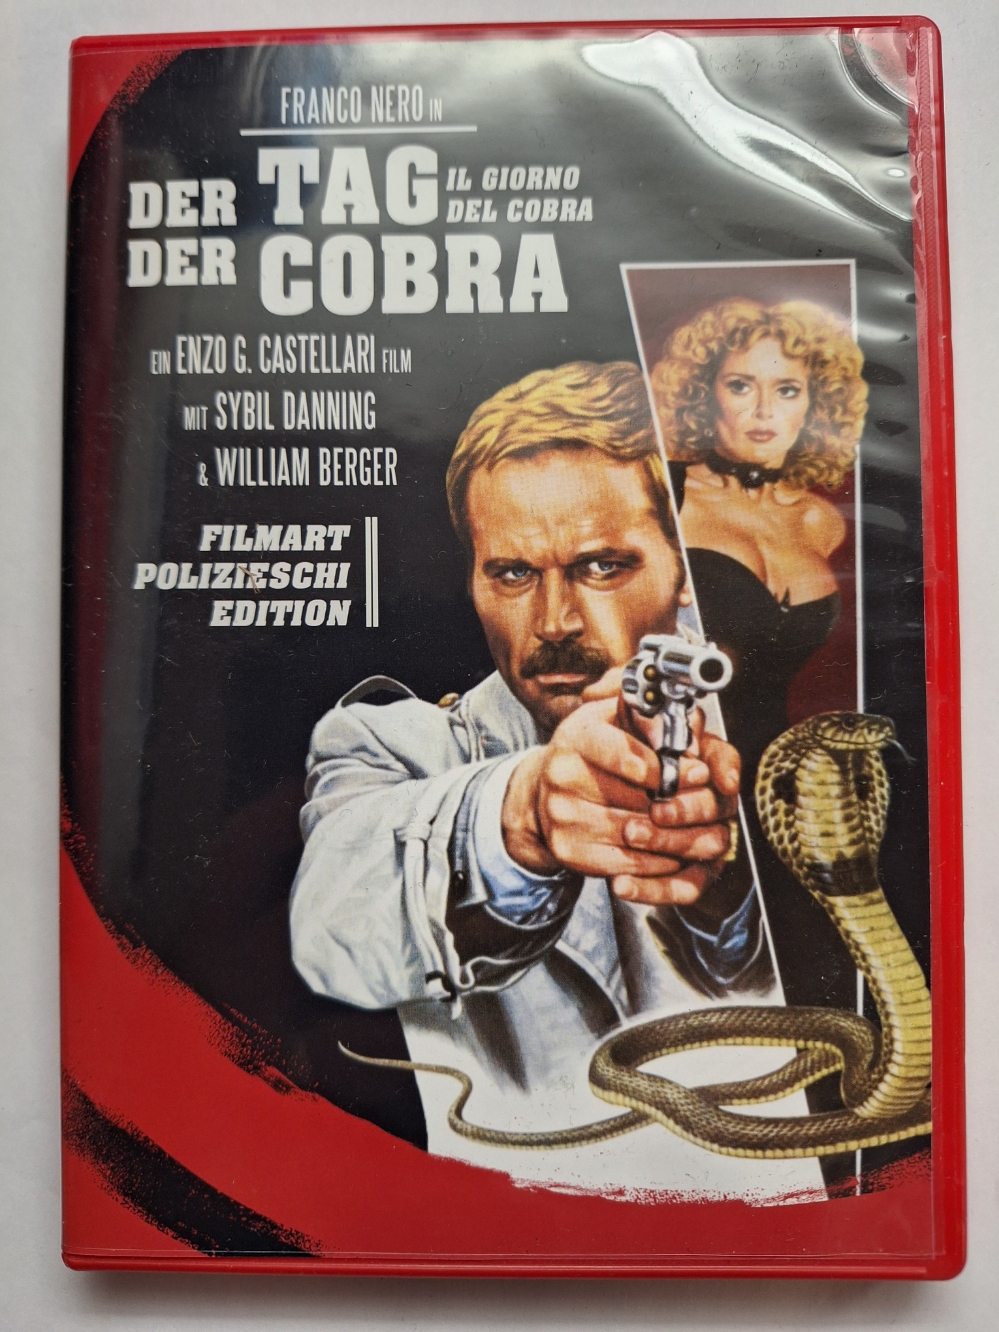 FRANCO NERO IN
DER TAG IL GIORNO
DEL COBRA
DER COBRA
EIN ENZO G. CASTELLARI FILM
MIT SYBIL DANNING
& WILLIAM BERGER
FILMART
POLIZIESCHI
EDITION